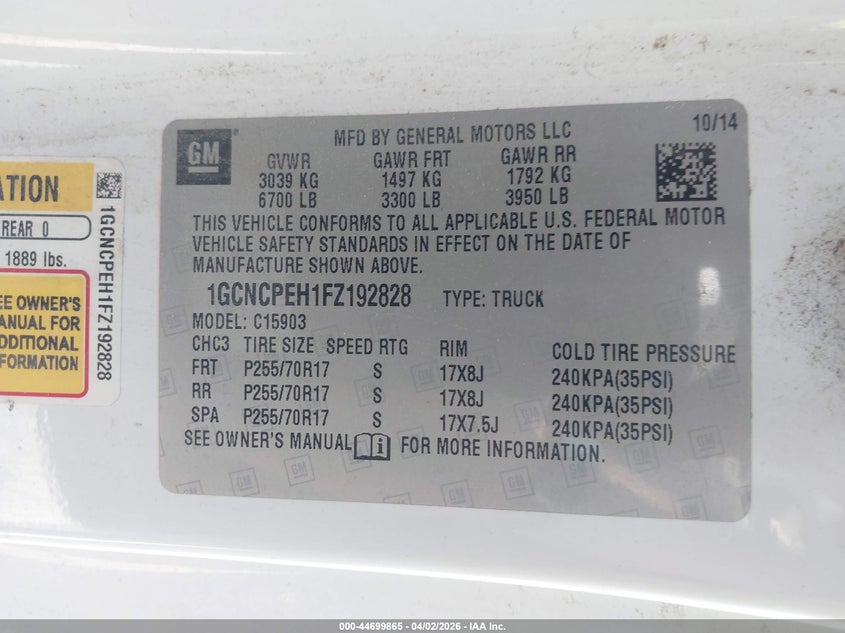 ATION
REAR 0
1889 lbs.
EE OWNER'S
ANUAL FOR
DDITIONAL
FORMATION
1GCNCPEH1FZ192828
GM
MFD BY GENERAL MOTORS LLC
10/14
GVWR GAWR FRT GAWR RR
3039 KG 1497 KG 1792 KG
6700 LB 3300 LB 3950 LB
THIS VEHICLE CONFORMS TO ALL APPLICABLE U.S. FEDERAL MOTOR
VEHICLE SAFETY STANDARDS IN EFFECT ON THE DATE OF
MANUFACTURE SHOWN ABOVE.
1GCNCPEH1FZ192828 TYPE: TRUCK
MODEL: C15903
CHC3 TIRE SIZE SPEED RTG RIM COLD TIRE PRESSURE
FRT P255/70R17 S 17X8J 240KPA(35PSI)
RR P255/70R17 S 17X8J 240KPA(35PSI)
SPA P255/70R17 S 17X7.5J 240KPA(35PSI)
SEE OWNER'S MANUAL FOR MORE INFORMATION.
000-44699865 - 04/02/2026 - IAA Inc.